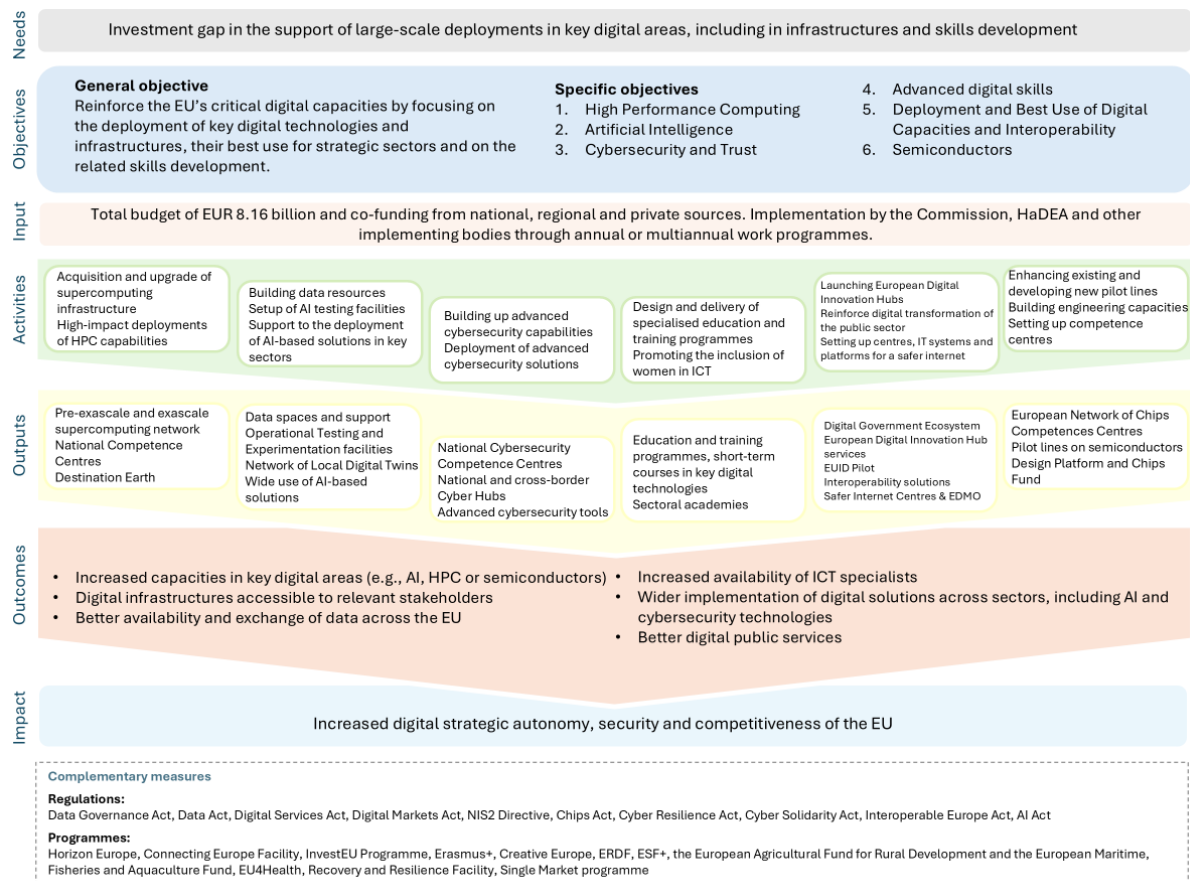 Needs
Investment gap in the support of large-scale deployments in key digital areas, including in infrastructures and skills development
Objectives
General objective
Reinforce the EU's critical digital capacities by focusing on
the deployment of key digital technologies and
infrastructures, their best use for strategic sectors and on the
related skills development.
Specific objectives
1. High Performance Computing
2. Artificial Intelligence
3. Cybersecurity and Trust
4. Advanced digital skills
5. Deployment and Best Use of Digital
Capacities and Interoperability
6. Semiconductors
Input
Total budget of EUR 8.16 billion and co-funding from national, regional and private sources. Implementation by the Commission, HaDEA and other
implementing bodies through annual or multiannual work programmes.
Activities
Acquisition and upgrade of
supercomputing
infrastructure
High-impact deployments
of HPC capabilities
Building data resources
Setup of AI testing facilities
Support to the deployment
of AI-based solutions in key
sectors
Building up advanced
cybersecurity capabilities
Deployment of advanced
cybersecurity solutions
Design and delivery of
specialised education and
training programmes
Promoting the inclusion of
women in ICT
Launching European Digital
Innovation Hubs
Reinforce digital transformation of
the public sector
Setting up centres, IT systems and
platforms for a safer internet
Enhancing existing and
developing new pilot lines
Building engineering capacities
Setting up competence
centres
Outputs
Pre-exascale and exascale
supercomputing network
National Competence
Centres
Destination Earth
Data spaces and support
Operational Testing and
Experimentation facilities
Network of Local Digital Twins
Wide use of AI-based
solutions
National Cybersecurity
Competence Centres
National and cross-border
Cyber Hubs
Advanced cybersecurity tools
Education and training
programmes, short-term
courses in key digital
technologies
Sectoral academies
Digital Government Ecosystem
European Digital Innovation Hub
services
EUID Pilot
Interoperability solutions
Safer Internet Centres & EDMO
European Network of Chips
Competences Centres
Pilot lines on semiconductors
Design Platform and Chips
Fund
Outcomes
• Increased capacities in key digital areas (e.g., AI, HPC or semiconductors)
• Digital infrastructures accessible to relevant stakeholders
• Better availability and exchange of data across the EU
• Increased availability of ICT specialists
• Wider implementation of digital solutions across sectors, including AI and
cybersecurity technologies
• Better digital public services
Impact
Increased digital strategic autonomy, security and competitiveness of the EU
Complementary measures
Regulations:
Data Governance Act, Data Act, Digital Services Act, Digital Markets Act, NIS2 Directive, Chips Act, Cyber Resilience Act, Cyber Solidarity Act, Interoperable Europe Act, AI Act
Programmes:
Horizon Europe, Connecting Europe Facility, InvestEU Programme, Erasmus+, Creative Europe, ERDF, ESF+, the European Agricultural Fund for Rural Development and the European Maritime,
Fisheries and Aquaculture Fund, EU4Health, Recovery and Resilience Facility, Single Market programme